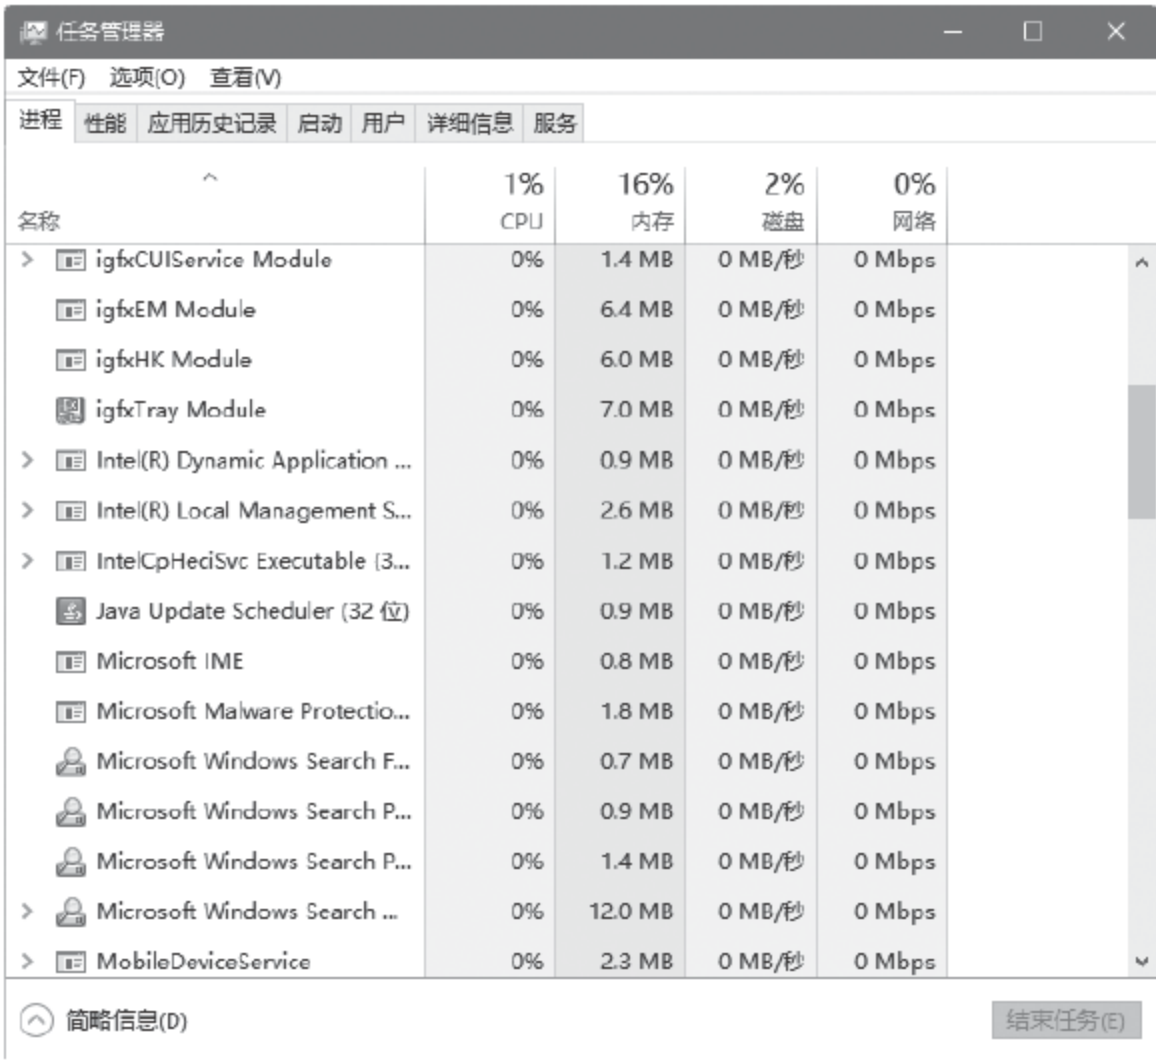 任务管理器
文件(F) 选项(O) 查看(V)
进程 性能 应用历史记录 启动 用户 详细信息 服务
1% 16% 2% 0%
名称 CPU 内存 磁盘 网络
igfxCUIService Module 0% 1.4 MB 0 MB/秒 0 Mbps
igfxEM Module 0% 6.4 MB 0 MB/秒 0 Mbps
igfxHK Module 0% 6.0 MB 0 MB/秒 0 Mbps
igfxTray Module 0% 7.0 MB 0 MB/秒 0 Mbps
Intel(R) Dynamic Application ... 0% 0.9 MB 0 MB/秒 0 Mbps
Intel(R) Local Management S... 0% 2.6 MB 0 MB/秒 0 Mbps
IntelCpHeciSvc Executable (3... 0% 1.2 MB 0 MB/秒 0 Mbps
Java Update Scheduler (32 位) 0% 0.9 MB 0 MB/秒 0 Mbps
Microsoft IME 0% 0.8 MB 0 MB/秒 0 Mbps
Microsoft Malware Protectio... 0% 1.8 MB 0 MB/秒 0 Mbps
Microsoft Windows Search F... 0% 0.7 MB 0 MB/秒 0 Mbps
Microsoft Windows Search P... 0% 0.9 MB 0 MB/秒 0 Mbps
Microsoft Windows Search P... 0% 1.4 MB 0 MB/秒 0 Mbps
Microsoft Windows Search ... 0% 12.0 MB 0 MB/秒 0 Mbps
MobileDeviceService 0% 2.3 MB 0 MB/秒 0 Mbps
简略信息(D) 结束任务(E)